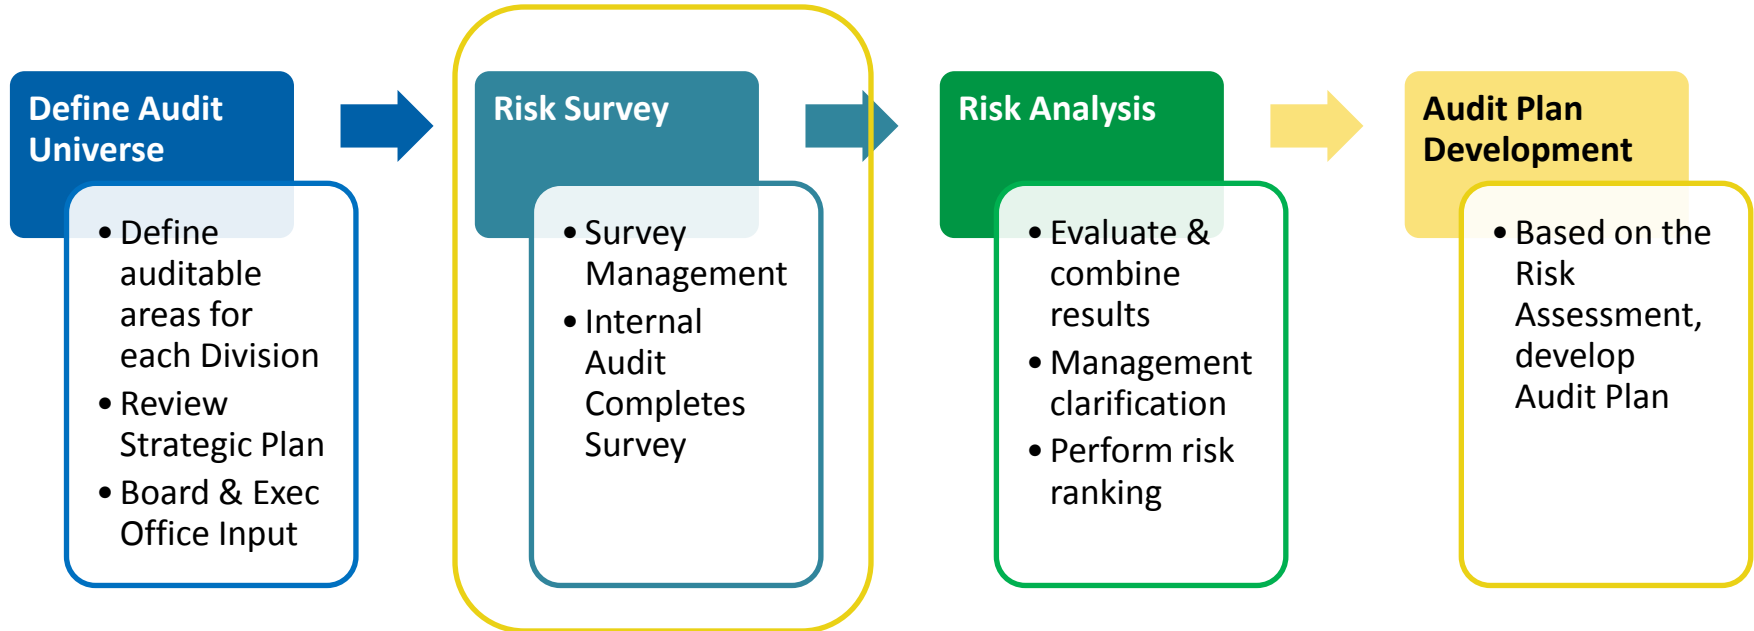 Define Audit
Universe
• Define
auditable
areas for
each Division
• Review
Strategic Plan
• Board & Exec
Office Input
Risk Survey
• Survey
Management
• Internal
Audit
Completes
Survey
Risk Analysis
• Evaluate &
combine
results
• Management
clarification
• Perform risk
ranking
Audit Plan
Development
• Based on the
Risk
Assessment,
develop
Audit Plan